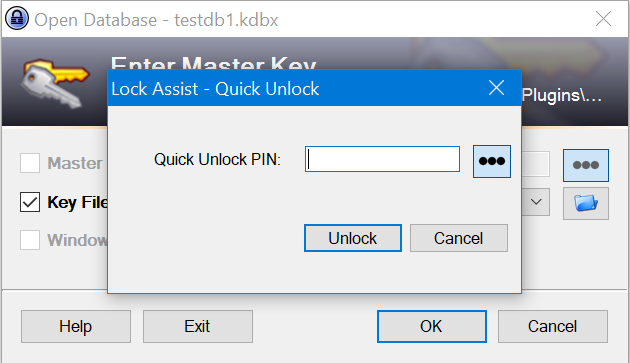 Open Database - testdb1.kdbx
Enter Master Key
Plugins\...
Lock Assist - Quick Unlock
Quick Unlock PIN:
Unlock
Cancel
Master
Key File
Window
Help
Exit
OK
Cancel